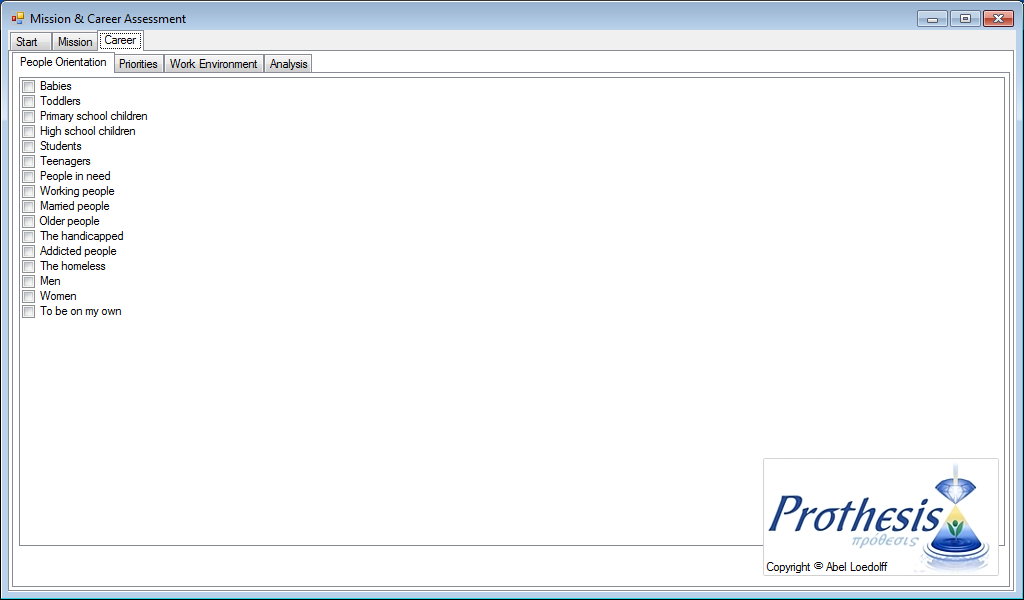 Mission & Career Assessment
Start Mission Career
People Orientation Priorities Work Environment Analysis
Babies
Toddlers
Primary school children
High school children
Students
Teenagers
People in need
Working people
Married people
Older people
The handicapped
Addicted people
The homeless
Men
Women
To be on my own
Prothesis
πρόθεσις
Copyright © Abel Loedolff